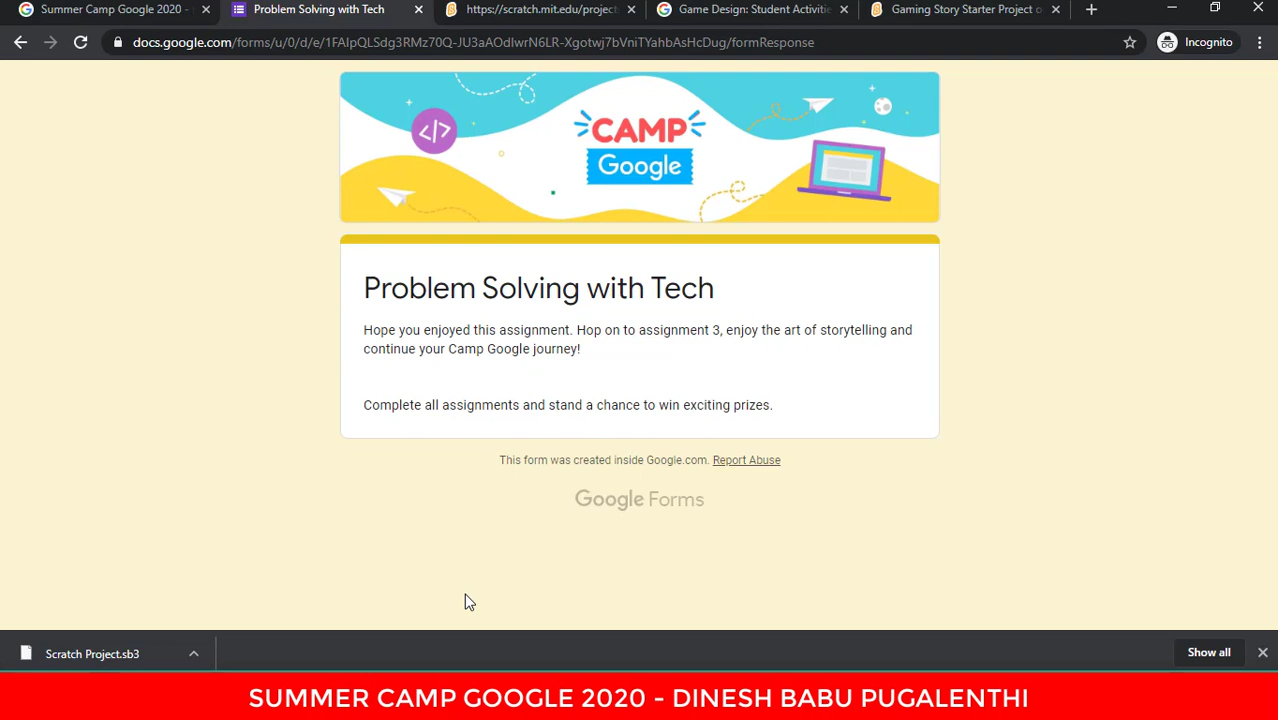 Summer Camp Google 2020 -
Problem Solving with Tech
https://scratch.mit.edu/project
Game Design: Student Activitie
Gaming Story Starter Project o
docs.google.com/forms/u/0/d/e/1FAIpQLSdg3RMz70Q-JU3aAOdIwrN6LR-Xgotwj7bVniTYahbAsHcDug/formResponse
Incognito
</>
CAMP
Google
Problem Solving with Tech
Hope you enjoyed this assignment. Hop on to assignment 3, enjoy the art of storytelling and
continue your Camp Google journey!
Complete all assignments and stand a chance to win exciting prizes.
This form was created inside Google.com. Report Abuse
Google Forms
Scratch Project.sb3
Show all
SUMMER CAMP GOOGLE 2020 - DINESH BABU PUGALENTHI